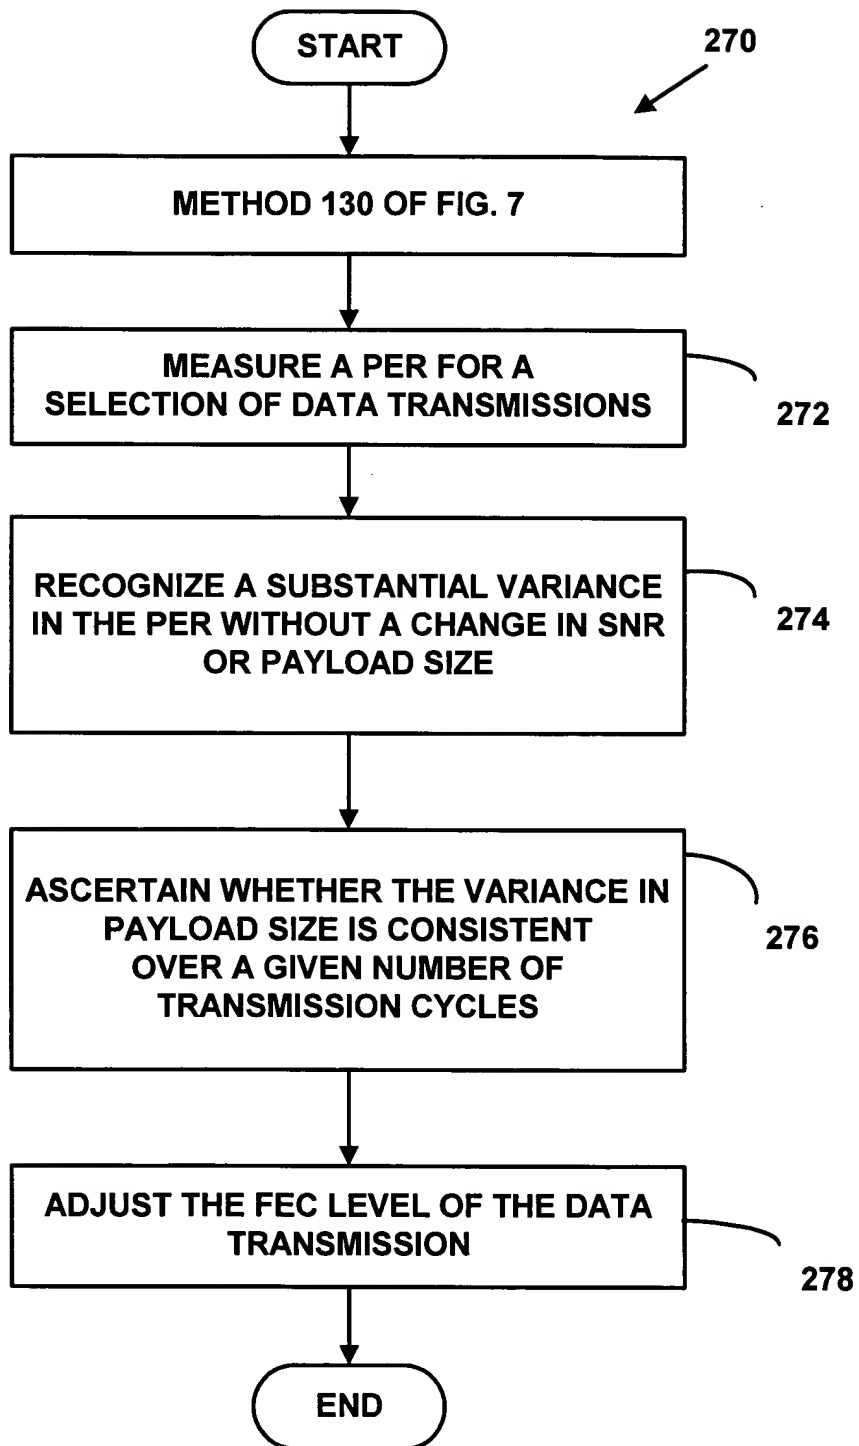 START
270
METHOD 130 OF FIG. 7
MEASURE A PER FOR A
SELECTION OF DATA TRANSMISSIONS
272
RECOGNIZE A SUBSTANTIAL VARIANCE
IN THE PER WITHOUT A CHANGE IN SNR
OR PAYLOAD SIZE
274
ASCERTAIN WHETHER THE VARIANCE IN
PAYLOAD SIZE IS CONSISTENT
OVER A GIVEN NUMBER OF
TRANSMISSION CYCLES
276
ADJUST THE FEC LEVEL OF THE DATA
TRANSMISSION
278
END